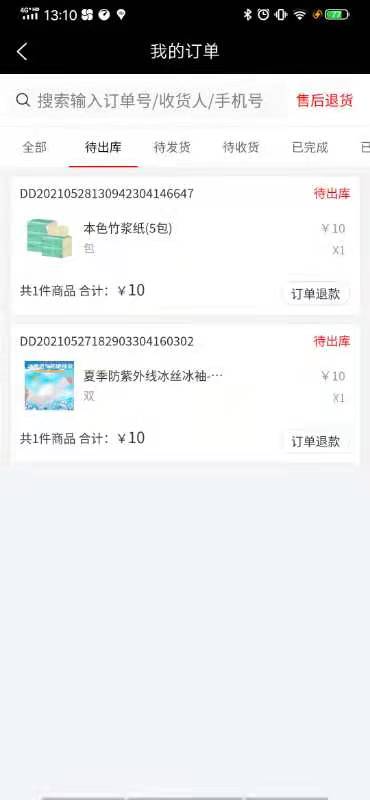 4G+HD 13:10 77
我的订单
搜索输入订单号/收货人/手机号 售后退货
全部 待出库 待发货 待收货 已完成
DD20210528130942304146647 待出库
本色竹浆纸(5包) ￥10
包 X1
共1件商品 合计：￥10 订单退款
DD20210527182903304160302 待出库
夏季防紫外线冰丝冰袖-… ￥10
双 X1
共1件商品 合计：￥10 订单退款